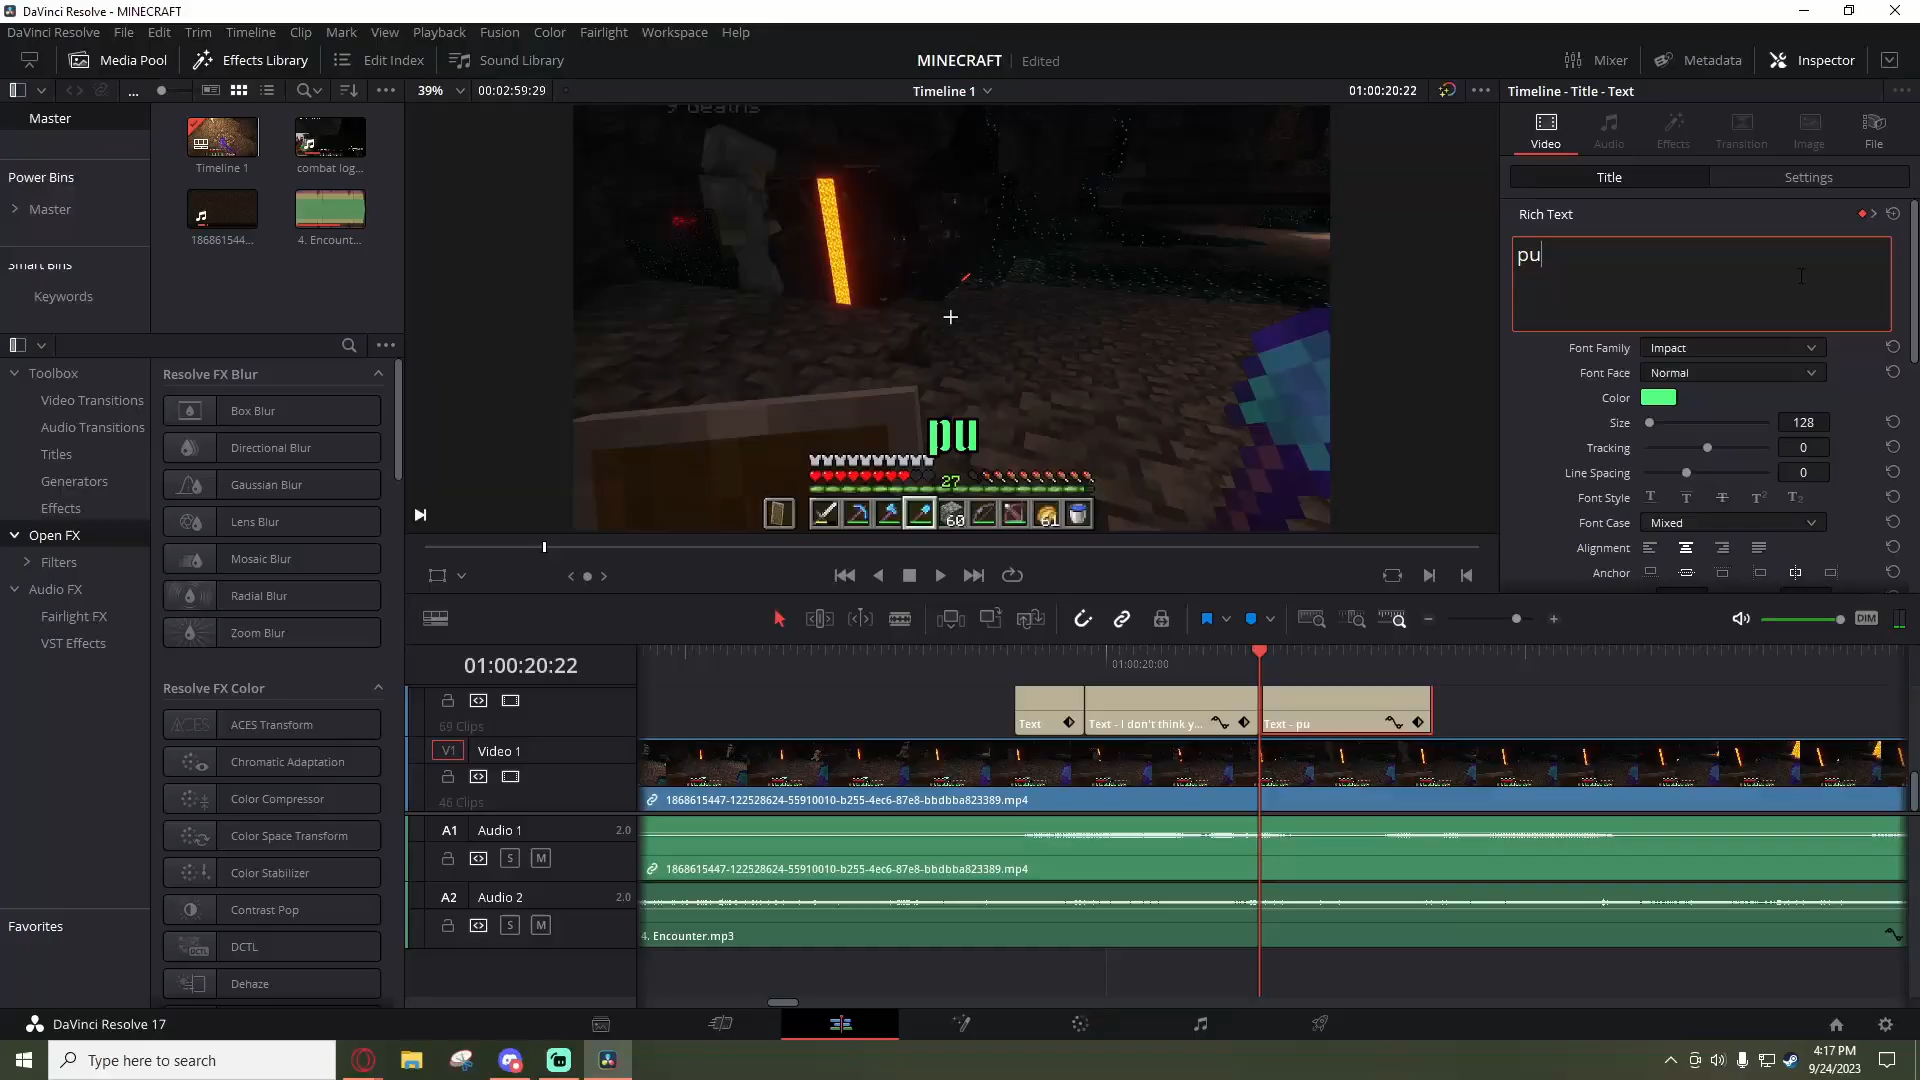 DaVinci Resolve - MINECRAFT
DaVinci Resolve File Edit Trim Timeline Clip Mark View Playback Fusion Color Fairlight Workspace Help
Media Pool Effects Library Edit Index Sound Library MINECRAFT Edited Mixer Metadata Inspector
... 39% 00:02:59:29 Timeline 1 01:00:20:22 Timeline - Title - Text
Master
Power Bins
Master
Smart Bins
Keywords
Timeline 1
combat log...
186861544...
4. Encount...
9 deaths
pu
27
60
61
Video Audio Effects Transition Image File
Title Settings
Rich Text
pu
Font Family Impact
Font Face Normal
Color
Size 128
Tracking 0
Line Spacing 0
Font Style T T T T² T₂
Font Case Mixed
Alignment
Anchor
Toolbox
Video Transitions
Audio Transitions
Titles
Generators
Effects
Open FX
Filters
Audio FX
Fairlight FX
VST Effects
Favorites
Resolve FX Blur
Box Blur
Directional Blur
Gaussian Blur
Lens Blur
Mosaic Blur
Radial Blur
Zoom Blur
Resolve FX Color
ACES Transform
Chromatic Adaptation
Color Compressor
Color Space Transform
Color Stabilizer
Contrast Pop
DCTL
Dehaze
DIM
01:00:20:22
01:00:20:00
69 Clips
Text
Text - I don't think y...
Text - pu
V1 Video 1
46 Clips
1868615447-122528624-55910010-b255-4ec6-87e8-bbdbba823389.mp4
A1 Audio 1 2.0
S M
1868615447-122528624-55910010-b255-4ec6-87e8-bbdbba823389.mp4
A2 Audio 2 2.0
S M
4. Encounter.mp3
DaVinci Resolve 17
Type here to search
4:17 PM
9/24/2023